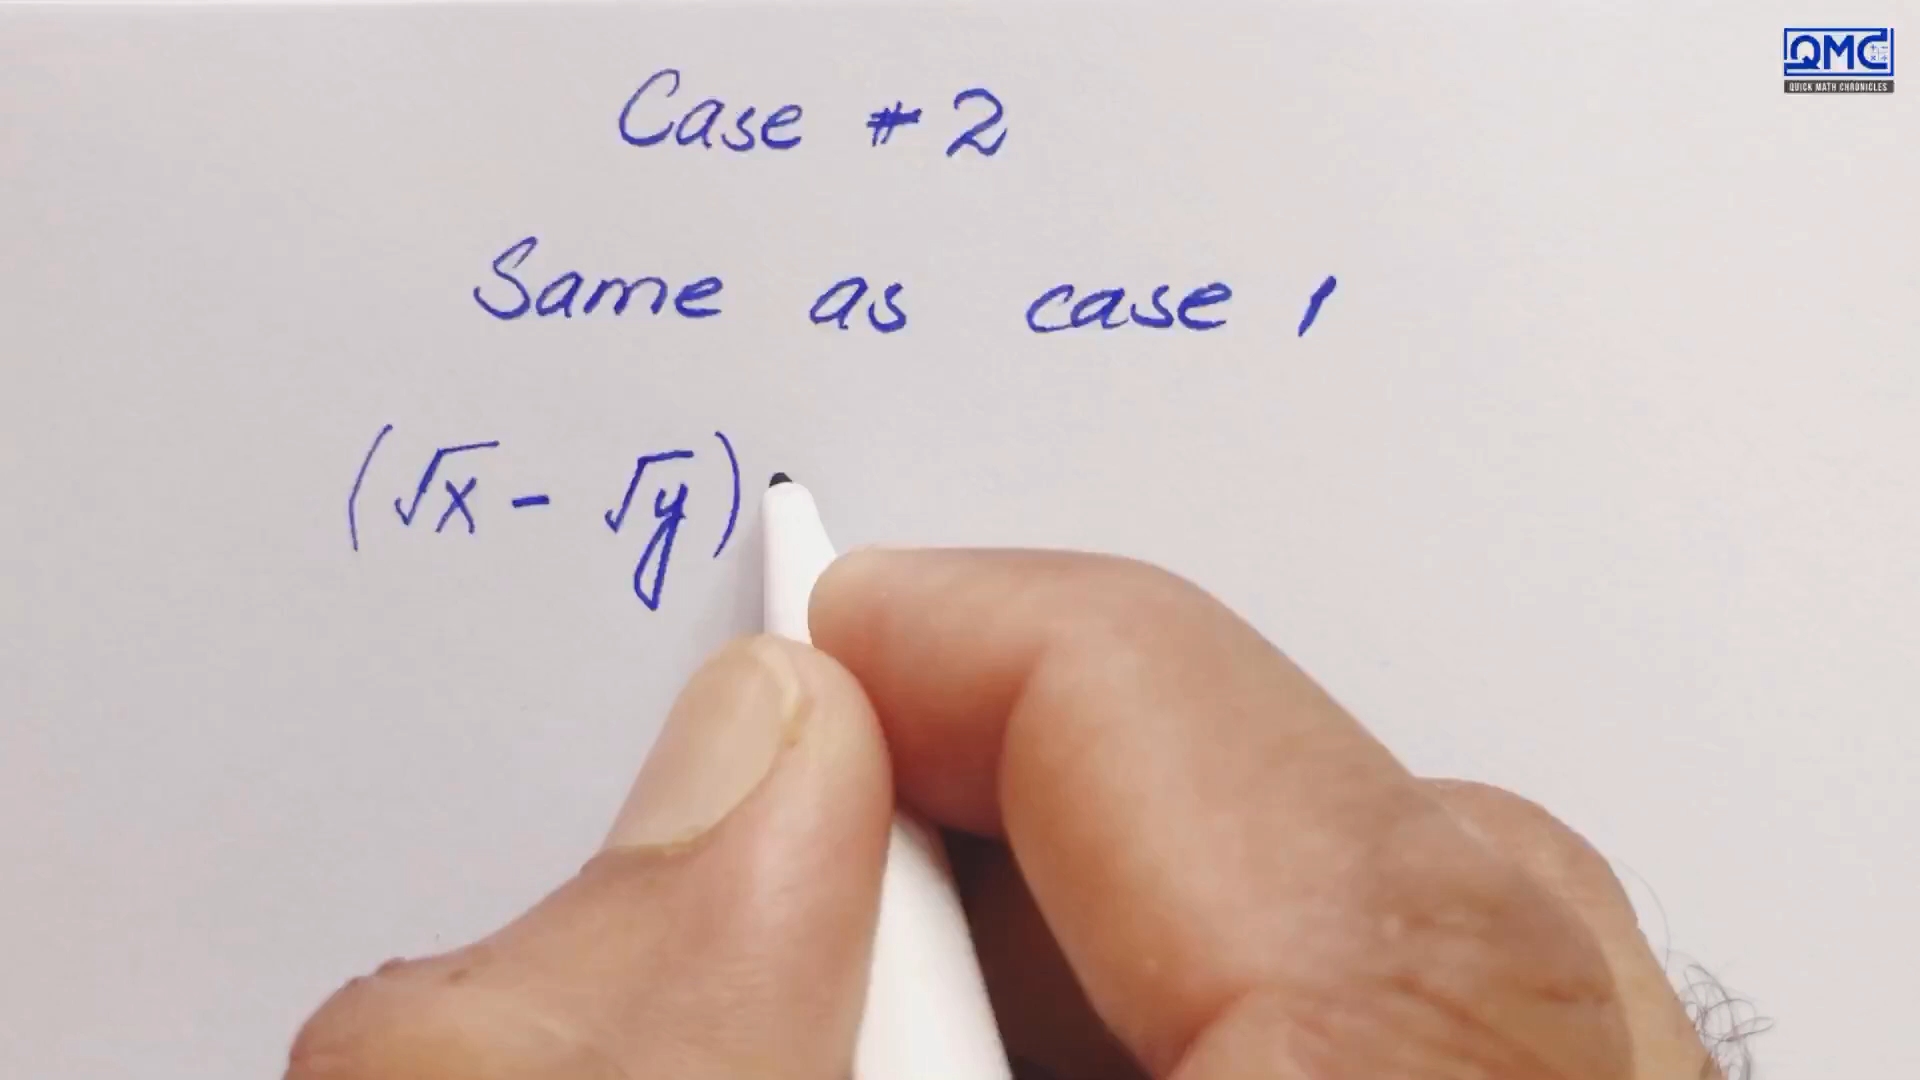 QMC
QUICK MATH CHRONICLES
Case # 2
Same as case 1
(√x - √y)